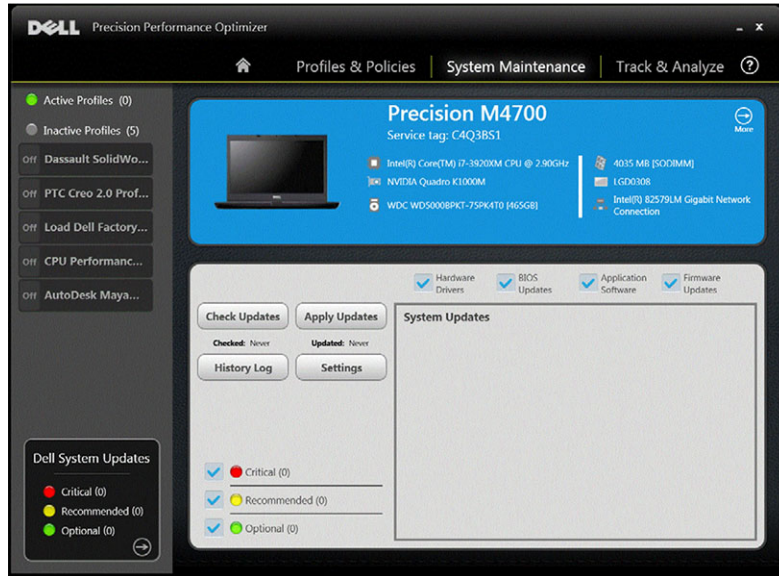 DELL Precision Performance Optimizer
Profiles & Policies System Maintenance Track & Analyze ?
Active Profiles (0)
Inactive Profiles (5)
Off Dassault SolidWo...
Off PTC Creo 2.0 Prof...
Off Load Dell Factory...
Off CPU Performanc...
Off AutoDesk Maya...
Dell System Updates
Critical (0)
Recommended (0)
Optional (0)
Precision M4700
Service tag: C4Q3BS1
More
Intel(R) Core(TM) i7-3920XM CPU @ 2.90GHz
NVIDIA Quadro K1000M
WDC WD5000BPKT-75PK4T0 [465GB]
4035 MB [SODIMM]
LGD0308
Intel(R) 82579LM Gigabit Network
Connection
Hardware
Drivers
BIOS
Updates
Application
Software
Firmware
Updates
Check Updates Apply Updates
Checked: Never Updated: Never
History Log Settings
Critical (0)
Recommended (0)
Optional (0)
System Updates